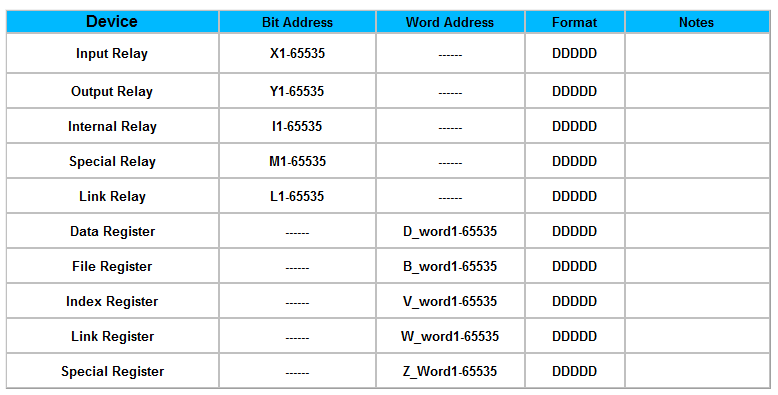 Device Bit Address Word Address Format Notes
Input Relay X1-65535 ------ DDDDD
Output Relay Y1-65535 ------ DDDDD
Internal Relay I1-65535 ------ DDDDD
Special Relay M1-65535 ------ DDDDD
Link Relay L1-65535 ------ DDDDD
Data Register ------ D_word1-65535 DDDDD
File Register ------ B_word1-65535 DDDDD
Index Register ------ V_word1-65535 DDDDD
Link Register ------ W_word1-65535 DDDDD
Special Register ------ Z_Word1-65535 DDDDD